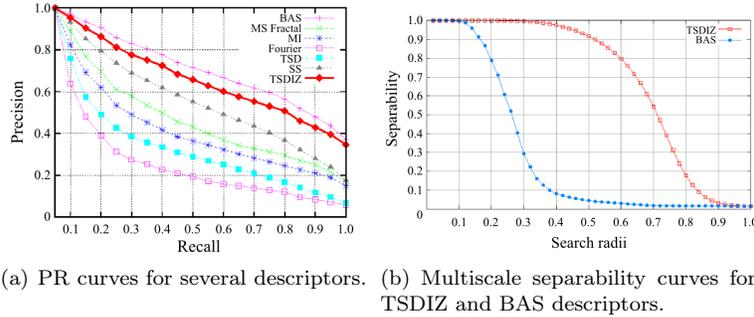 BAS
MS Fractal
MI
Fourier
TSD
SS
TSDIZ
Precision
1.0
0.8
0.6
0.4
0.2
0
0.1 0.2 0.3 0.4 0.5 0.6 0.7 0.8 0.9 1.0
Recall
TSDIZ
BAS
Separability
1.0
0.9
0.8
0.7
0.6
0.5
0.4
0.3
0.2
0.1
0
0.1 0.2 0.3 0.4 0.5 0.6 0.7 0.8 0.9 1.0
Search radii
(a) PR curves for several descriptors.
(b) Multiscale separability curves for
TSDIZ and BAS descriptors.